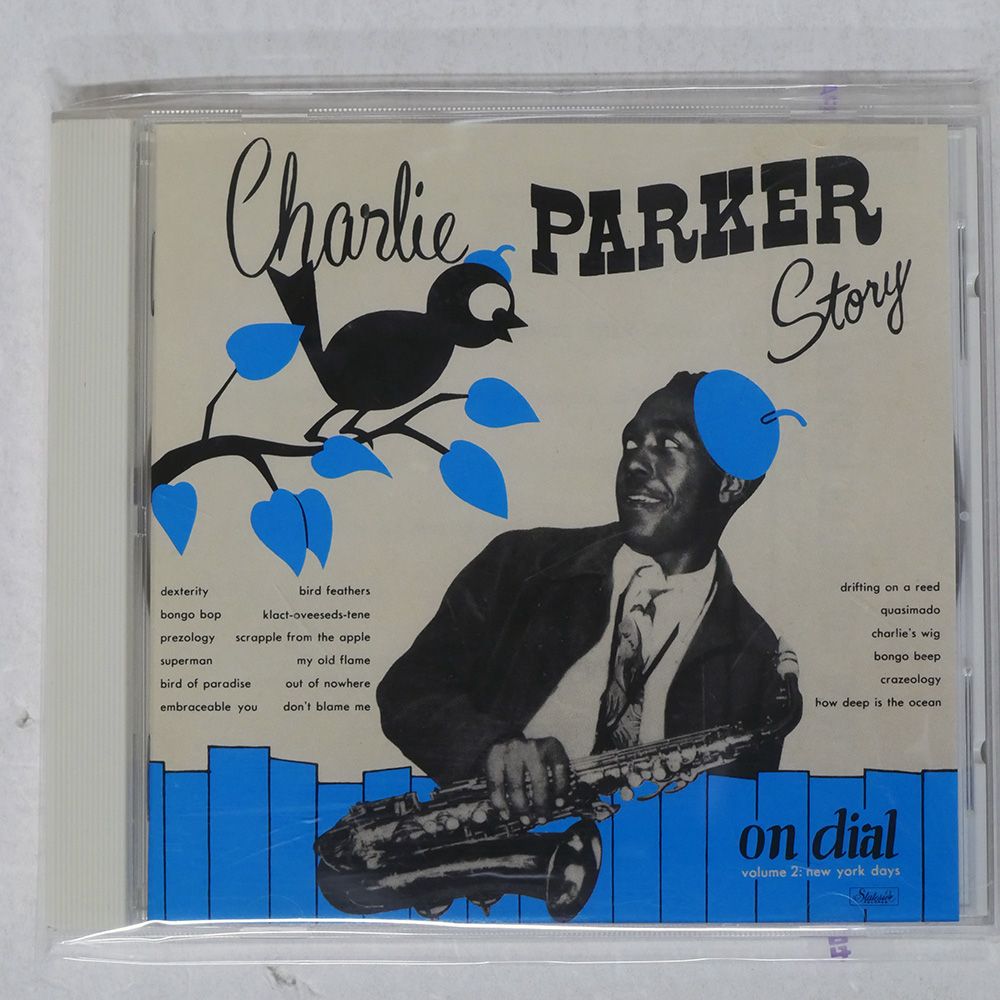 Charlie PARKER
Story
dexterity
bongo bop
prezology
superman
bird of paradise
embraceable you
bird feathers
klact-oveeseds-tene
scrapple from the apple
my old flame
out of nowhere
don't blame me
drifting on a reed
quasimado
charlie's wig
bongo beep
crazeology
how deep is the ocean
on dial
volume 2: new york days
Stateside
RECORDS